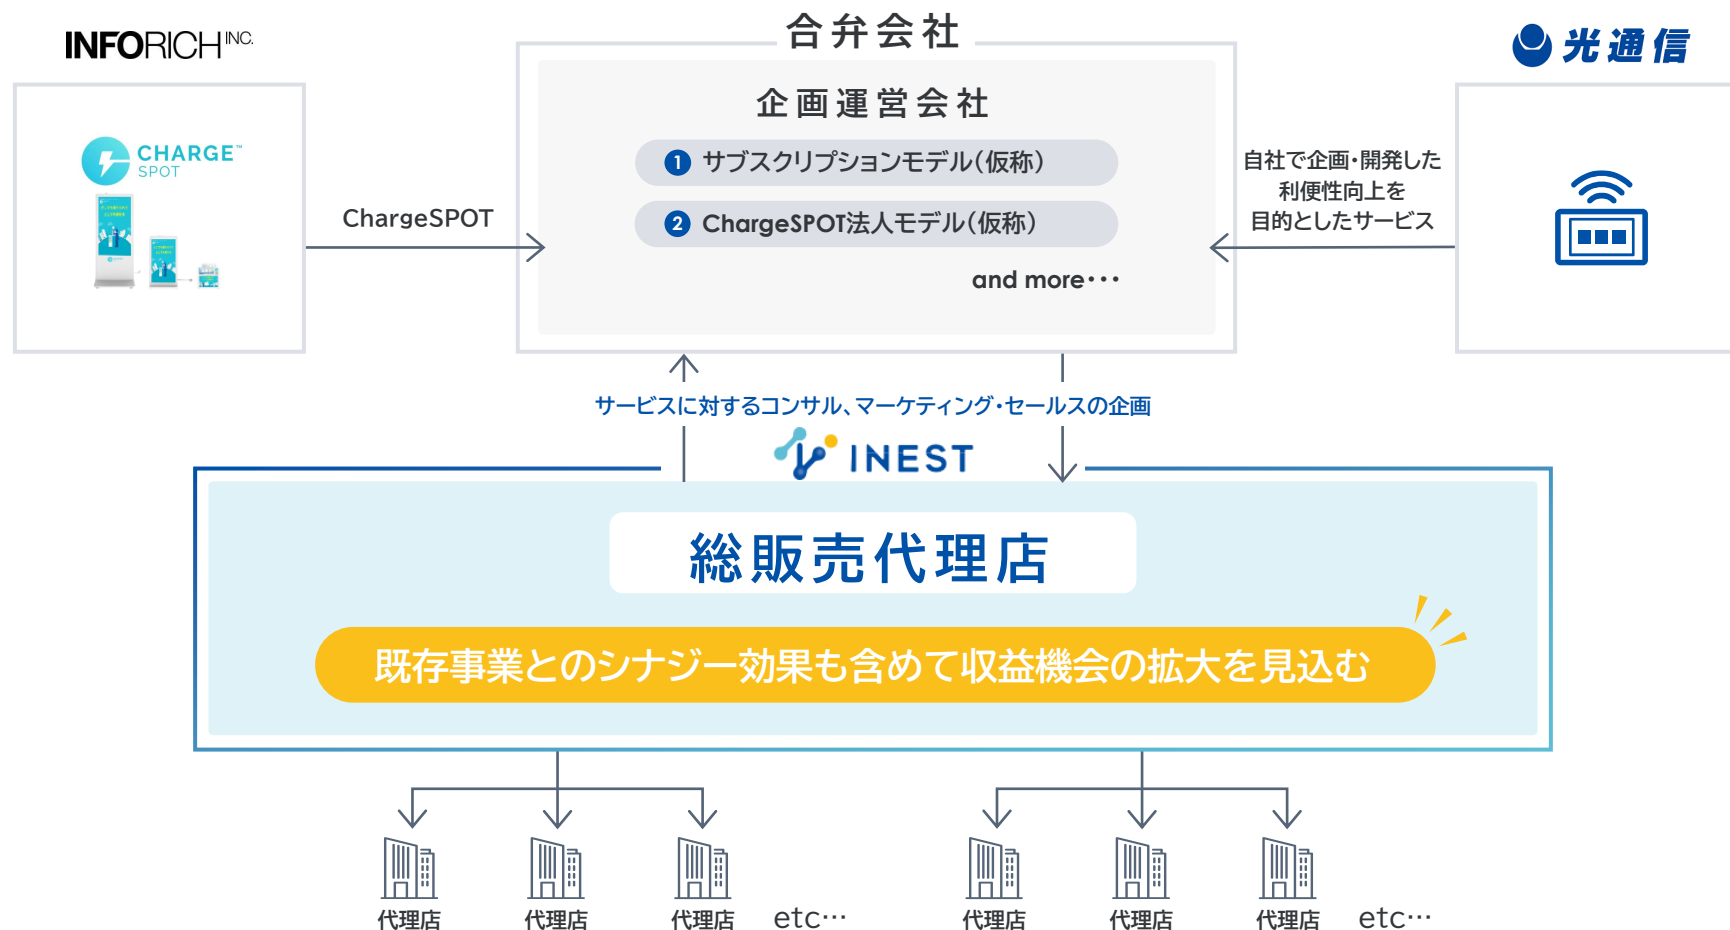 INFORICH INC.
合弁会社
光通信
企画運営会社
CHARGE™
SPOT
1 サブスクリプションモデル(仮称)
2 ChargeSPOT法人モデル(仮称)
and more・・・
ChargeSPOT
自社で企画・開発した
利便性向上を
目的としたサービス
サービスに対するコンサル、マーケティング・セールスの企画
INEST
総販売代理店
既存事業とのシナジー効果も含めて収益機会の拡大を見込む
代理店
代理店
代理店
etc…
代理店
代理店
代理店
etc…